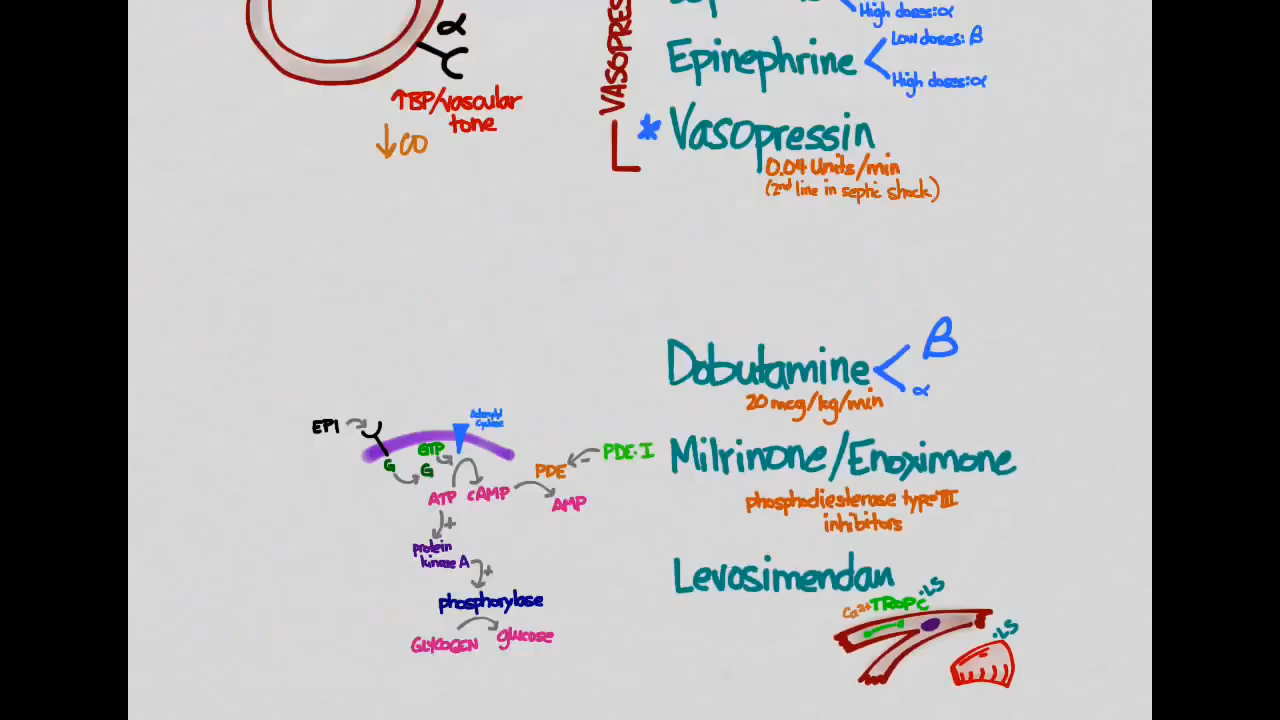 High doses: α
α
VASOPRES
Epinephrine
Low doses: β
High doses: α
↑BP/vascular
tone
↓CO
* Vasopressin
0.04 Units/min
(2nd line in septic shock)
Dobutamine
β
α
20 mcg/kg/min
EPI
Adenylyl
cyclase
GTP
G
G
PDE
PDE-I
ATP
cAMP
AMP
+
protein
kinase A
+
phosphorylase
GLYCOGEN
glucose
Milrinone/Enoximone
phosphodiesterase type III
inhibitors
Levosimendan
Ca2+
TROPC
·LS
·LS